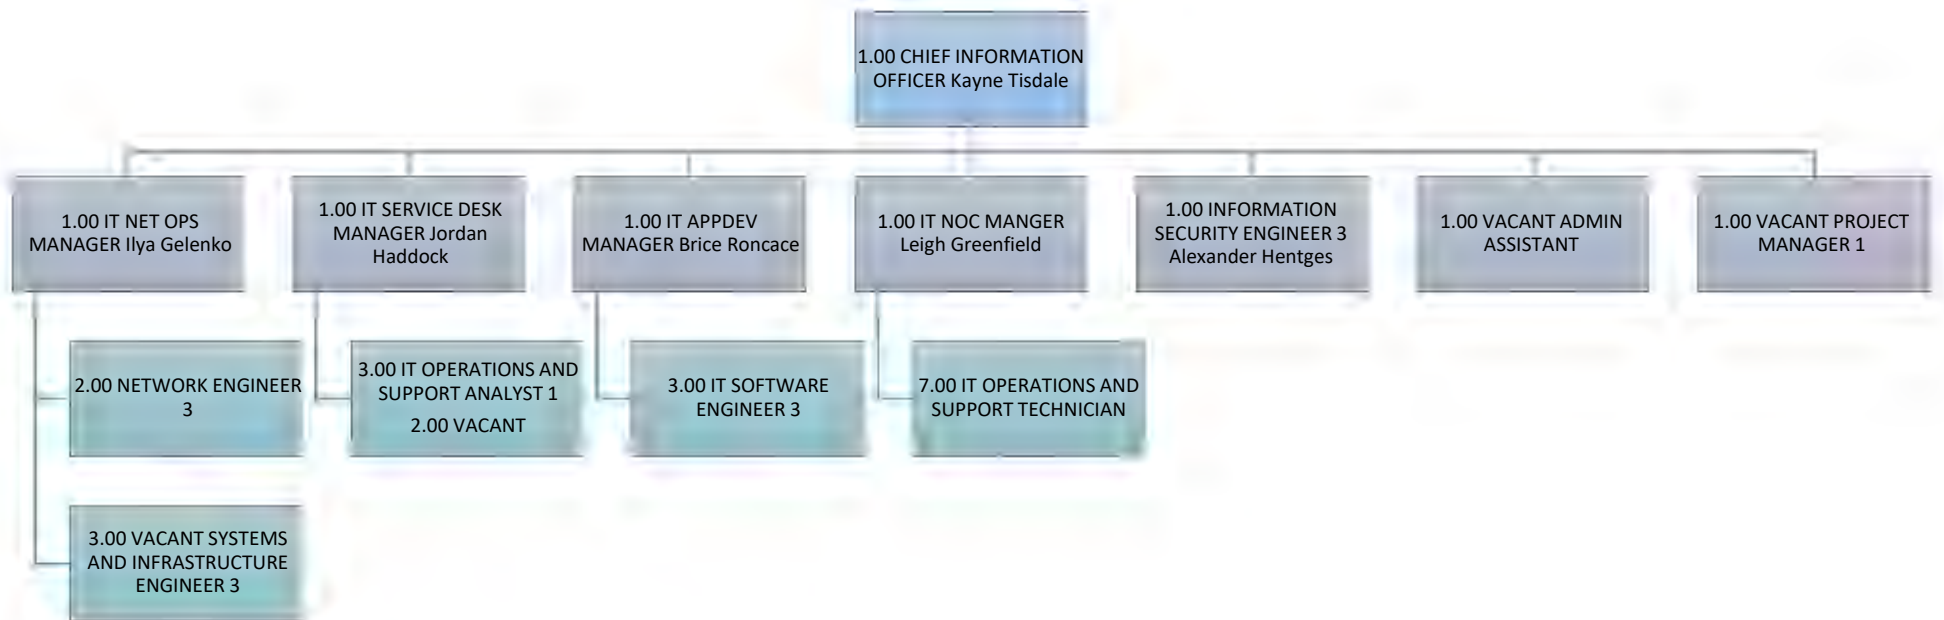 1.00 CHIEF INFORMATION
OFFICER Kayne Tisdale
1.00 IT NET OPS
MANAGER Ilya Gelenko
1.00 IT SERVICE DESK
MANAGER Jordan
Haddock
1.00 IT APPDEV
MANAGER Brice Roncace
1.00 IT NOC MANGER
Leigh Greenfield
1.00 INFORMATION
SECURITY ENGINEER 3
Alexander Hentges
1.00 VACANT ADMIN
ASSISTANT
1.00 VACANT PROJECT
MANAGER 1
2.00 NETWORK ENGINEER
3
3.00 IT OPERATIONS AND
SUPPORT ANALYST 1
2.00 VACANT
3.00 IT SOFTWARE
ENGINEER 3
7.00 IT OPERATIONS AND
SUPPORT TECHNICIAN
3.00 VACANT SYSTEMS
AND INFRASTRUCTURE
ENGINEER 3